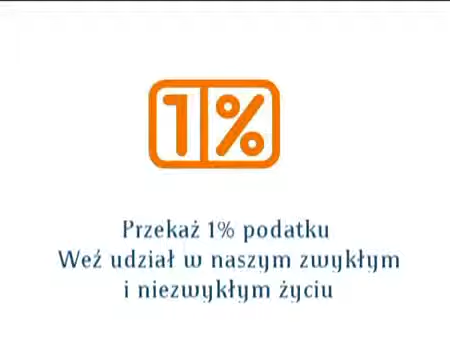 1%
Przekaż 1% podatku
Weź udział w naszym zwykłym
i niezwykłym życiu